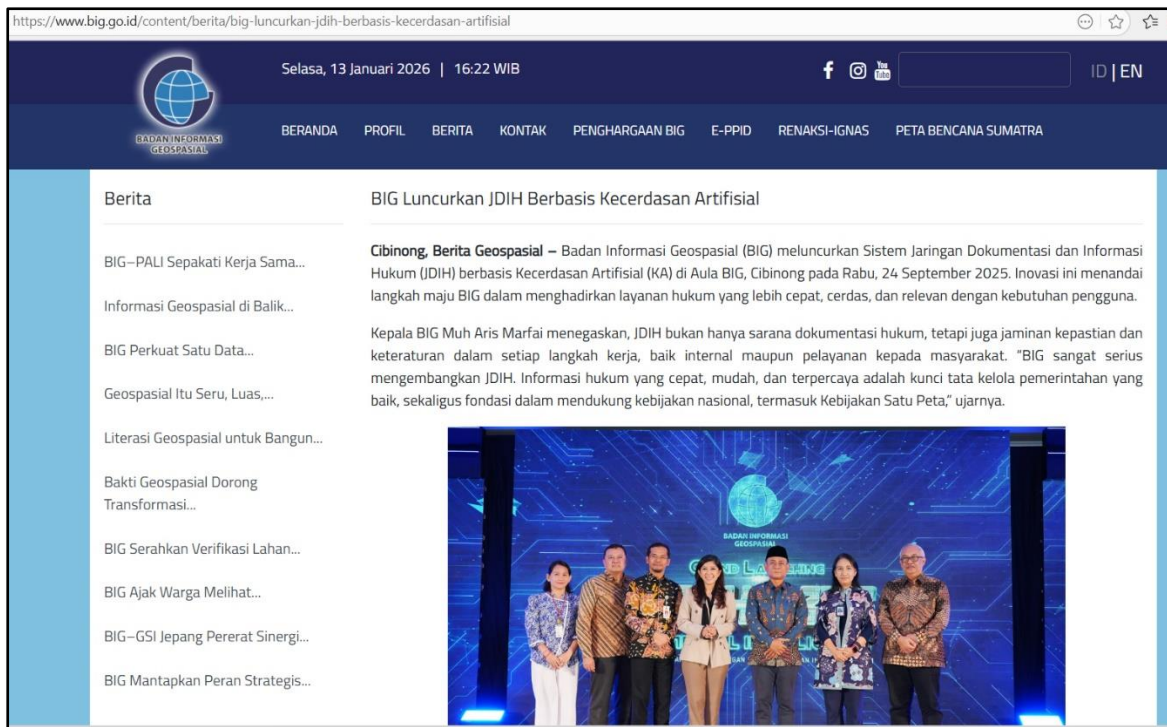 https://www.big.go.id/content/berita/big-luncurkan-jdih-berbasis-kecerdasan-artifisial
Selasa, 13 Januari 2026 | 16:22 WIB
You
Tube
ID | EN
BADAN INFORMASI
GEOSPASIAL
BERANDA PROFIL BERITA KONTAK PENGHARGAAN BIG E-PPID RENAKSI-IGNAS PETA BENCANA SUMATRA
Berita
BIG–PALI Sepakati Kerja Sama...
Informasi Geospasial di Balik...
BIG Perkuat Satu Data...
Geospasial Itu Seru, Luas,...
Literasi Geospasial untuk Bangun...
Bakti Geospasial Dorong
Transformasi...
BIG Serahkan Verifikasi Lahan...
BIG Ajak Warga Melihat...
BIG–GSI Jepang Pererat Sinergi...
BIG Mantapkan Peran Strategis...
BIG Luncurkan JDIH Berbasis Kecerdasan Artifisial
Cibinong, Berita Geospasial – Badan Informasi Geospasial (BIG) meluncurkan Sistem Jaringan Dokumentasi dan Informasi
Hukum (JDIH) berbasis Kecerdasan Artifisial (KA) di Aula BIG, Cibinong pada Rabu, 24 September 2025. Inovasi ini menandai
langkah maju BIG dalam menghadirkan layanan hukum yang lebih cepat, cerdas, dan relevan dengan kebutuhan pengguna.
Kepala BIG Muh Aris Marfai menegaskan, JDIH bukan hanya sarana dokumentasi hukum, tetapi juga jaminan kepastian dan
keteraturan dalam setiap langkah kerja, baik internal maupun pelayanan kepada masyarakat. "BIG sangat serius
mengembangkan JDIH. Informasi hukum yang cepat, mudah, dan terpercaya adalah kunci tata kelola pemerintahan yang
baik, sekaligus fondasi dalam mendukung kebijakan nasional, termasuk Kebijakan Satu Peta," ujarnya.
BADAN INFORMASI
GEOSPASIAL